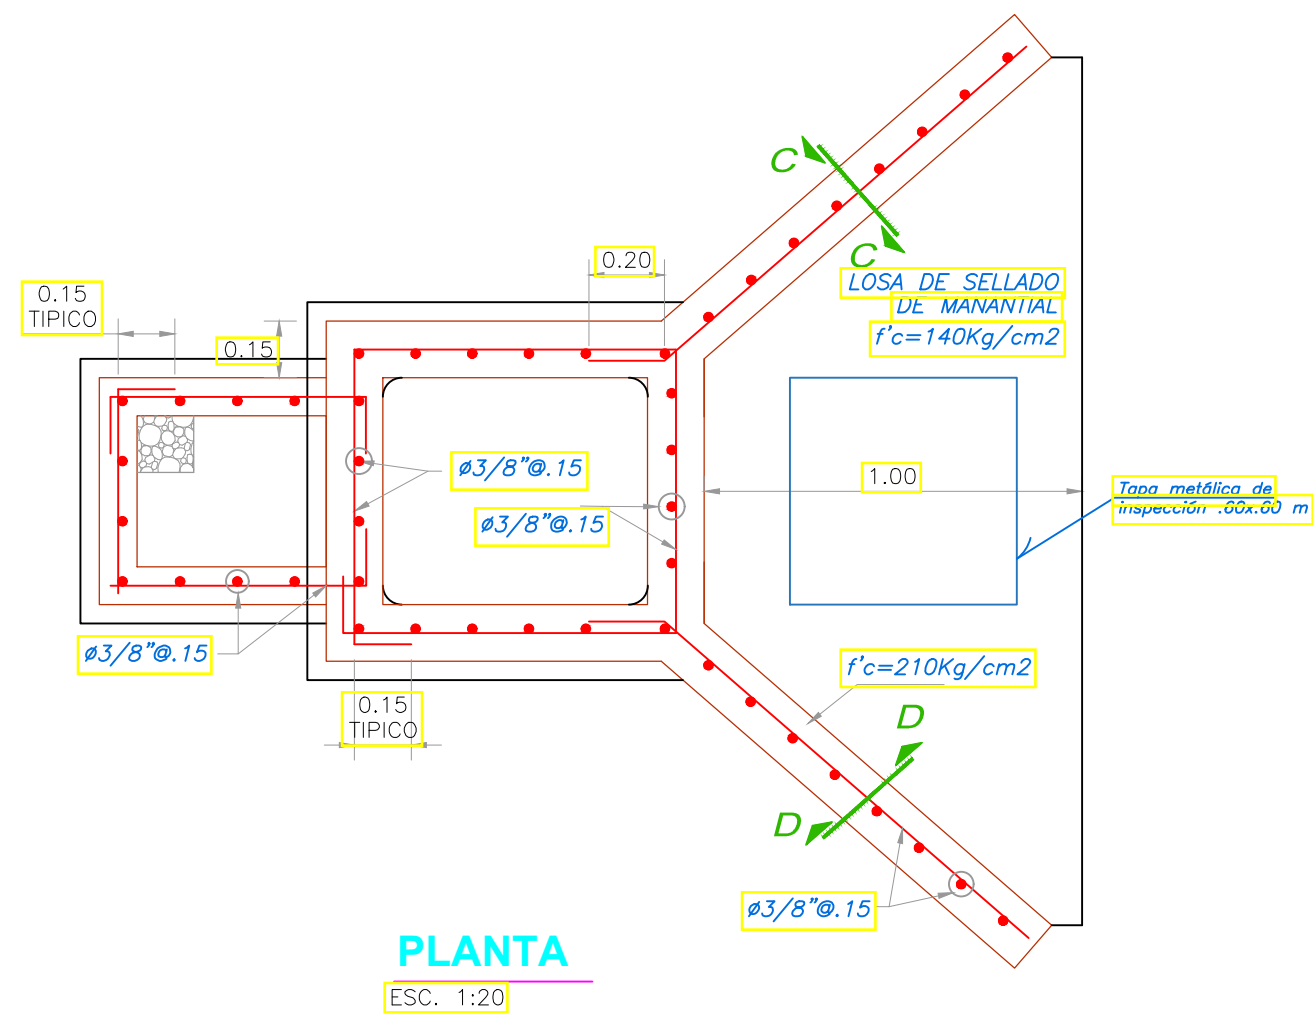 C
C
0.20
LOSA DE SELLADO
DE MANANTIAL
f'c=140Kg/cm2
0.15
TIPICO
0.15
ø3/8"@.15
1.00
Tapa metálica de
inspección .60x.60 m
ø3/8"@.15
ø3/8"@.15
f'c=210Kg/cm2
0.15
TIPICO
D
D
ø3/8"@.15
PLANTA
ESC. 1:20